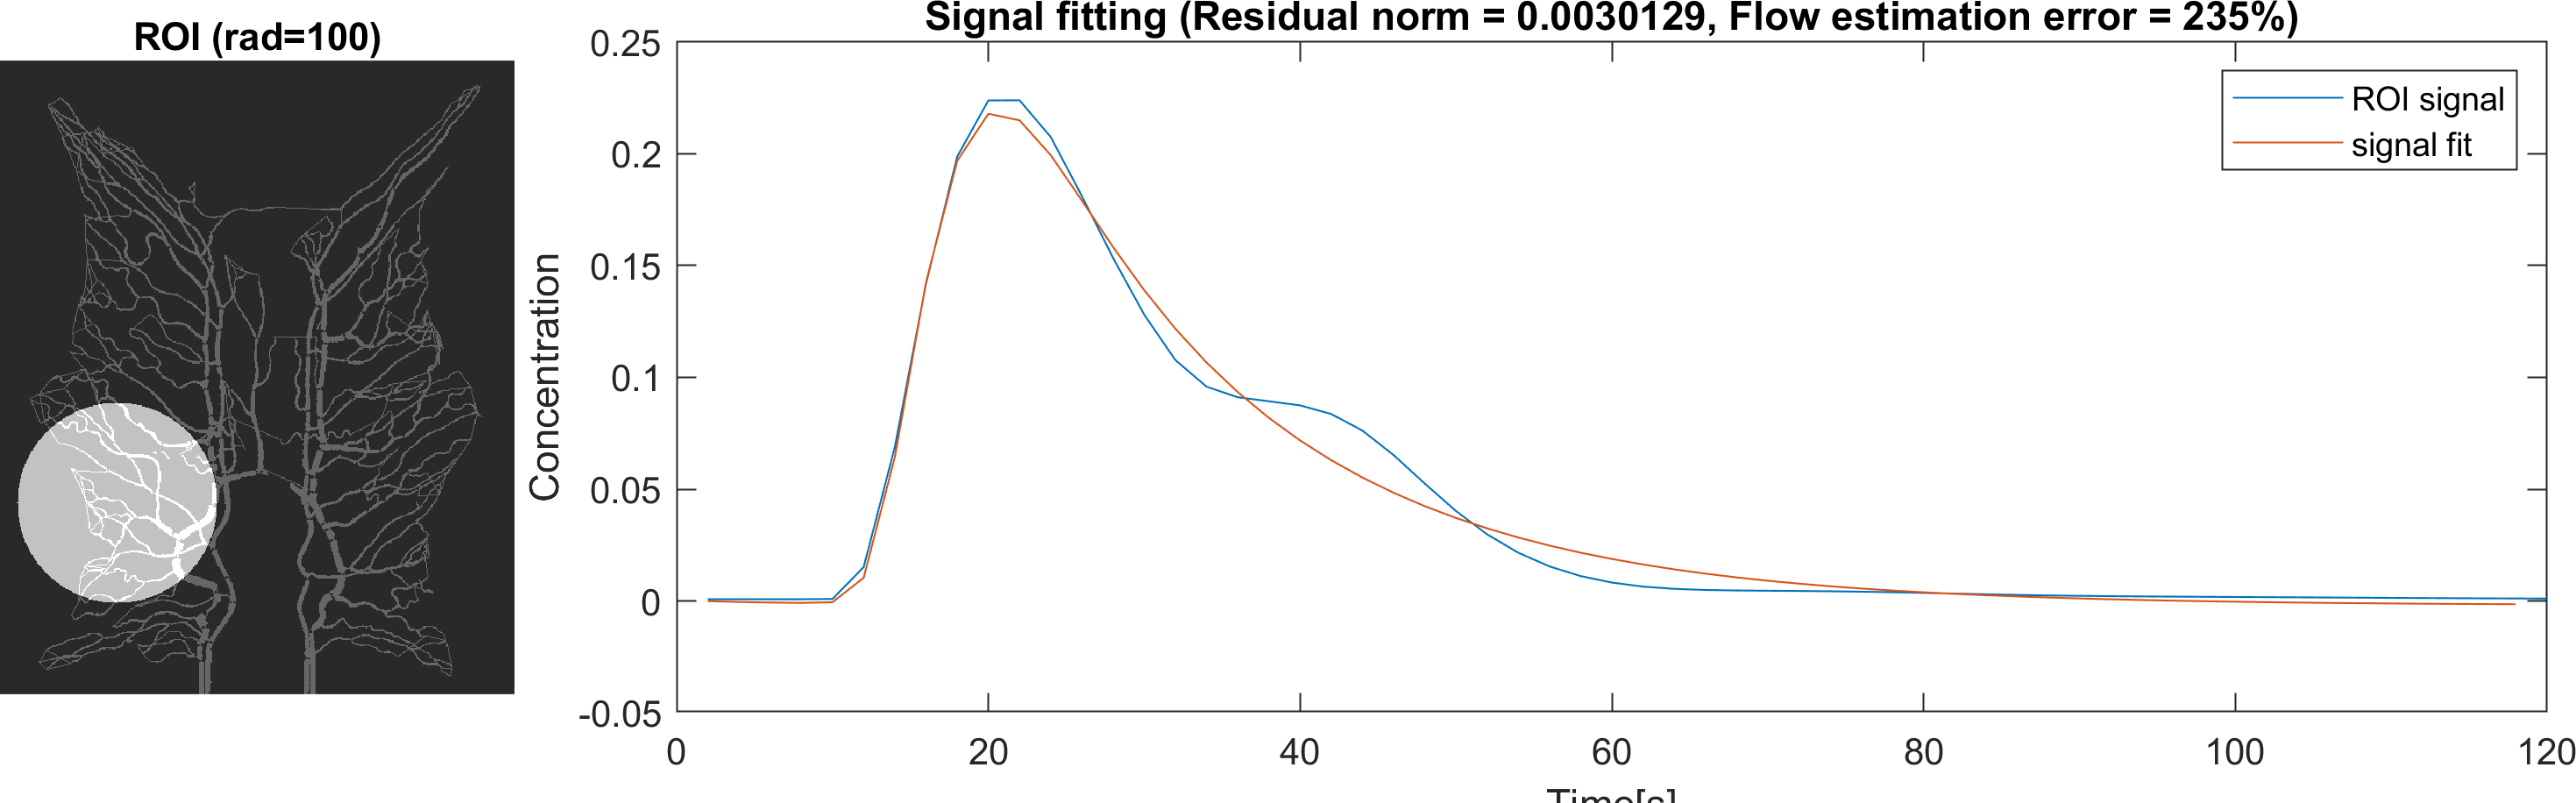 ROI (rad=100)
Signal fitting (Residual norm = 0.0030129, Flow estimation error = 235%)
0.25
0.2
0.15
0.1
0.05
0
-0.05
Concentration
ROI signal
signal fit
0 20 40 60 80 100 120
Time[s]